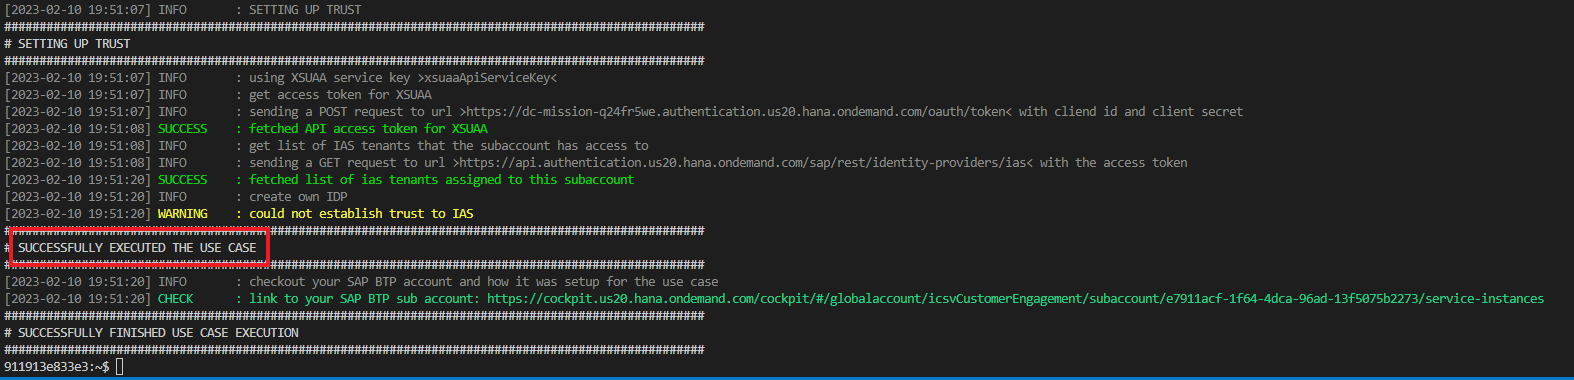 [2023-02-10 19:51:07] INFO : SETTING UP TRUST
####################################################################################################
# SETTING UP TRUST
####################################################################################################
[2023-02-10 19:51:07] INFO : using XSUAA service key >xsuaaApiServiceKey<
[2023-02-10 19:51:07] INFO : get access token for XSUAA
[2023-02-10 19:51:07] INFO : sending a POST request to url >https://dc-mission-q24fr5we.authentication.us20.hana.ondemand.com/oauth/token< with cliend id and client secret
[2023-02-10 19:51:08] SUCCESS : fetched API access token for XSUAA
[2023-02-10 19:51:08] INFO : get list of IAS tenants that the subaccount has access to
[2023-02-10 19:51:08] INFO : sending a GET request to url >https://api.authentication.us20.hana.ondemand.com/sap/rest/identity-providers/ias< with the access token
[2023-02-10 19:51:20] SUCCESS : fetched list of ias tenants assigned to this subaccount
[2023-02-10 19:51:20] INFO : create own IDP
[2023-02-10 19:51:20] WARNING : could not establish trust to IAS
####################################################################################################
# SUCCESSFULLY EXECUTED THE USE CASE
####################################################################################################
[2023-02-10 19:51:20] INFO : checkout your SAP BTP account and how it was setup for the use case
[2023-02-10 19:51:20] CHECK : link to your SAP BTP sub account: https://cockpit.us20.hana.ondemand.com/cockpit/#/globalaccount/icsvCustomerEngagement/subaccount/e7911acf-1f64-4dca-96ad-13f5075b2273/service-instances
####################################################################################################
# SUCCESSFULLY FINISHED USE CASE EXECUTION
####################################################################################################
911913e833e3:~$